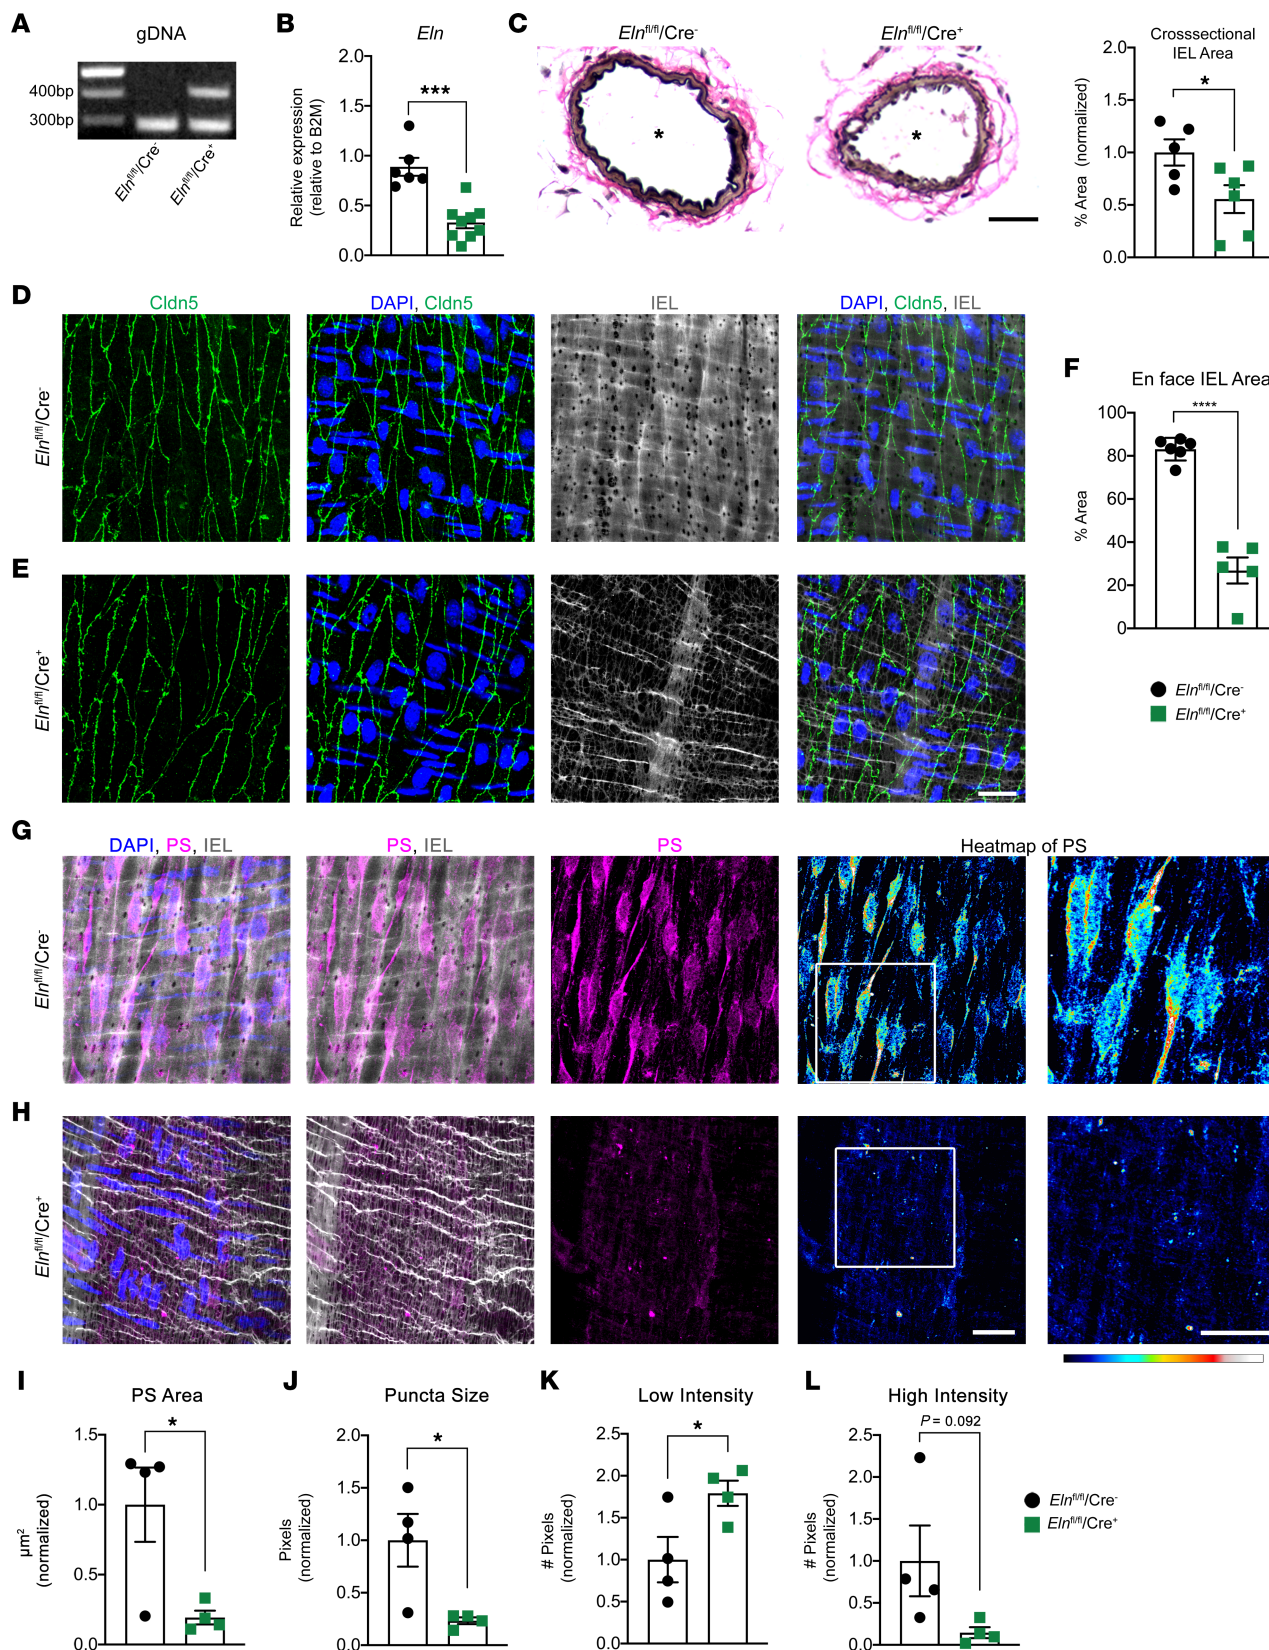 A
gDNA
400bp
300bp
Elnfl/fl/Cre-
Elnfl/fl/Cre+
B
Eln
***
Relative expression
(relative to B2M)
2.0
1.5
1.0
0.5
0.0
C
Elnfl/fl/Cre-
Elnfl/fl/Cre+
*
*
Crosssectional
IEL Area
*
% Area (normalized)
2.0
1.5
1.0
0.5
0.0
D
Cldn5
DAPI, Cldn5
IEL
DAPI, Cldn5, IEL
Elnfl/fl/Cre-
E
Elnfl/fl/Cre+
F
En face IEL Area
****
% Area
100
80
60
40
20
0
Elnfl/fl/Cre-
Elnfl/fl/Cre+
G
DAPI, PS, IEL
PS, IEL
PS
Heatmap of PS
Elnfl/fl/Cre-
H
Elnfl/fl/Cre+
I
PS Area
*
µm²
(normalized)
1.5
1.0
0.5
0.0
J
Puncta Size
*
Pixels
(normalized)
2.0
1.5
1.0
0.5
0.0
K
Low Intensity
*
# Pixels
(normalized)
2.5
2.0
1.5
1.0
0.5
0.0
L
High Intensity
P = 0.092
# Pixels
(normalized)
2.5
2.0
1.5
1.0
0.5
0.0
Elnfl/fl/Cre-
Elnfl/fl/Cre+